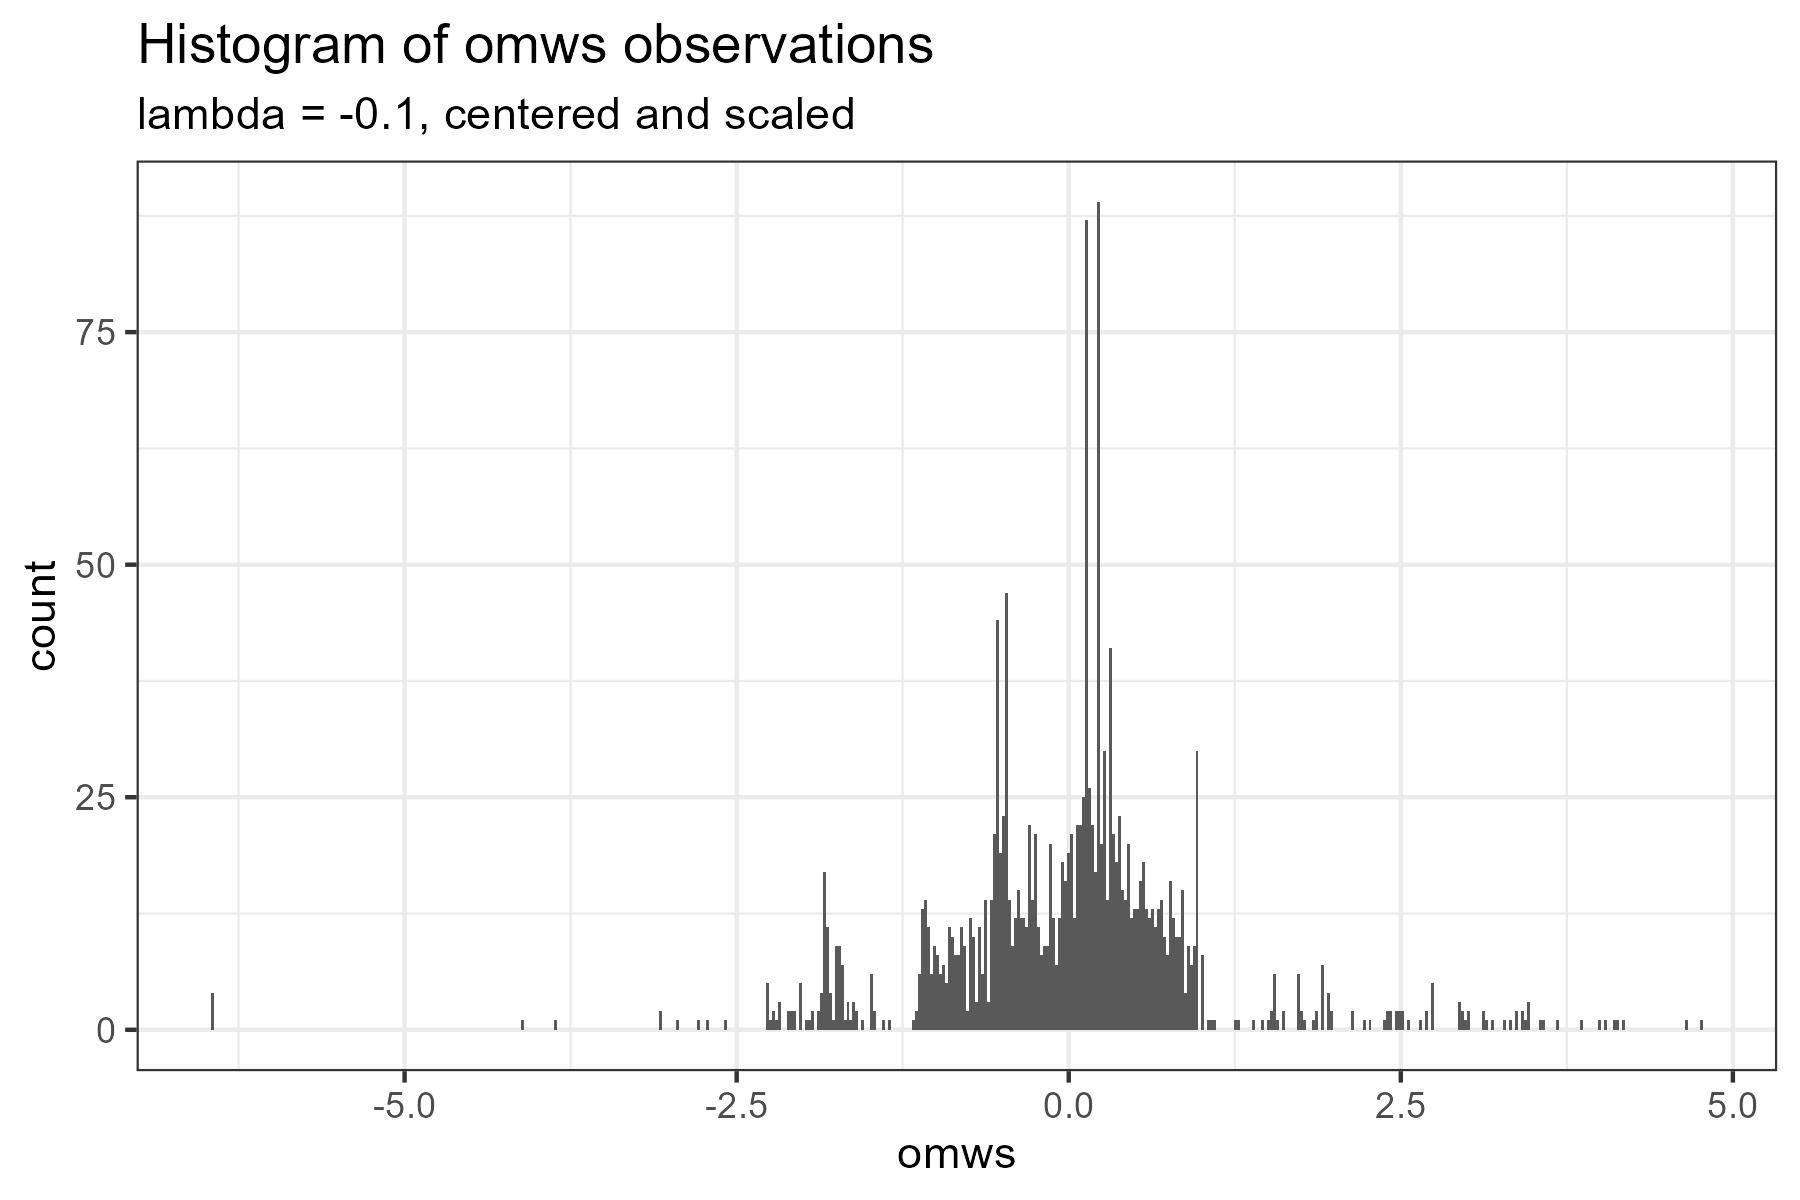 Histogram of omws observations
lambda = -0.1, centered and scaled
count
75
50
25
0
-5.0
-2.5
0.0
2.5
5.0
omws